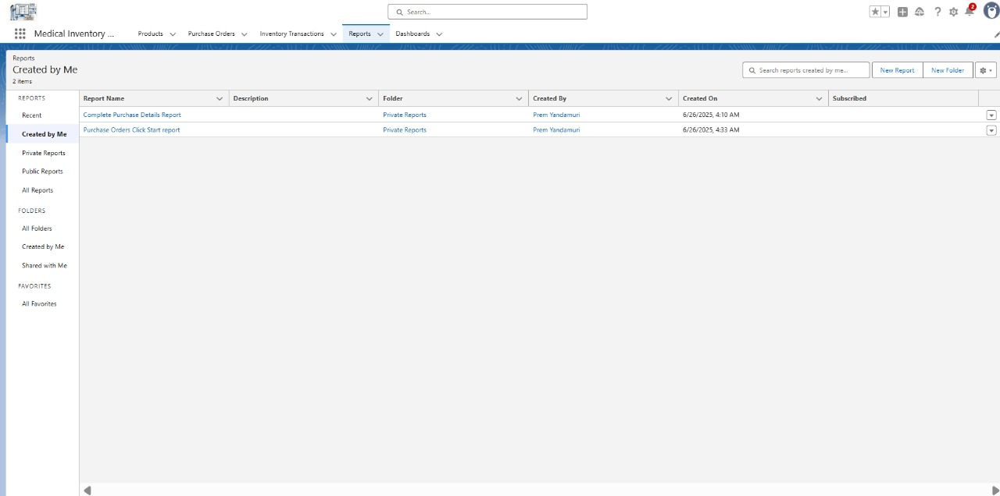 Search...
2
Medical Inventory ...
Products
Purchase Orders
Inventory Transactions
Reports
Dashboards
Reports
Created by Me
2 items
Search reports created by me...
New Report
New Folder
REPORTS
Recent
Created by Me
Private Reports
Public Reports
All Reports
FOLDERS
All Folders
Created by Me
Shared with Me
FAVORITES
All Favorites
Report Name Description Folder Created By Created On Subscribed
Complete Purchase Details Report Private Reports Prem Yandamuri 6/26/2025, 4:10 AM
Purchase Orders Click Start report Private Reports Prem Yandamuri 6/26/2025, 4:33 AM